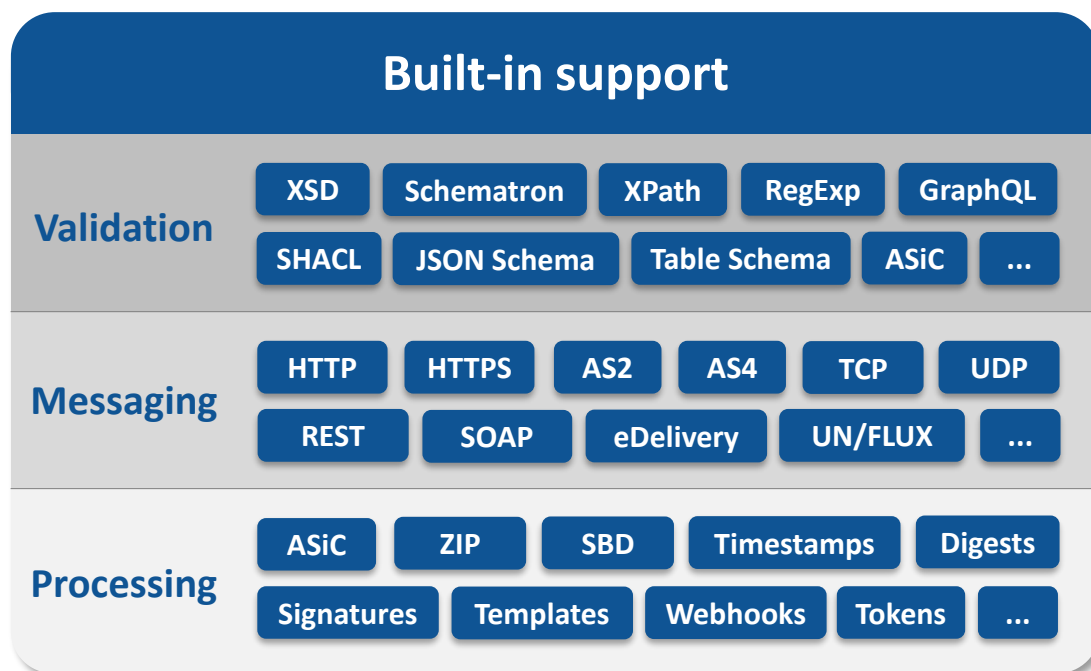 Built-in support
Validation
XSD Schematron XPath RegExp GraphQL
SHACL JSON Schema Table Schema ASiC ...
Messaging
HTTP HTTPS AS2 AS4 TCP UDP
REST SOAP eDelivery UN/FLUX ...
Processing
ASiC ZIP SBD Timestamps Digests
Signatures Templates Webhooks Tokens ...